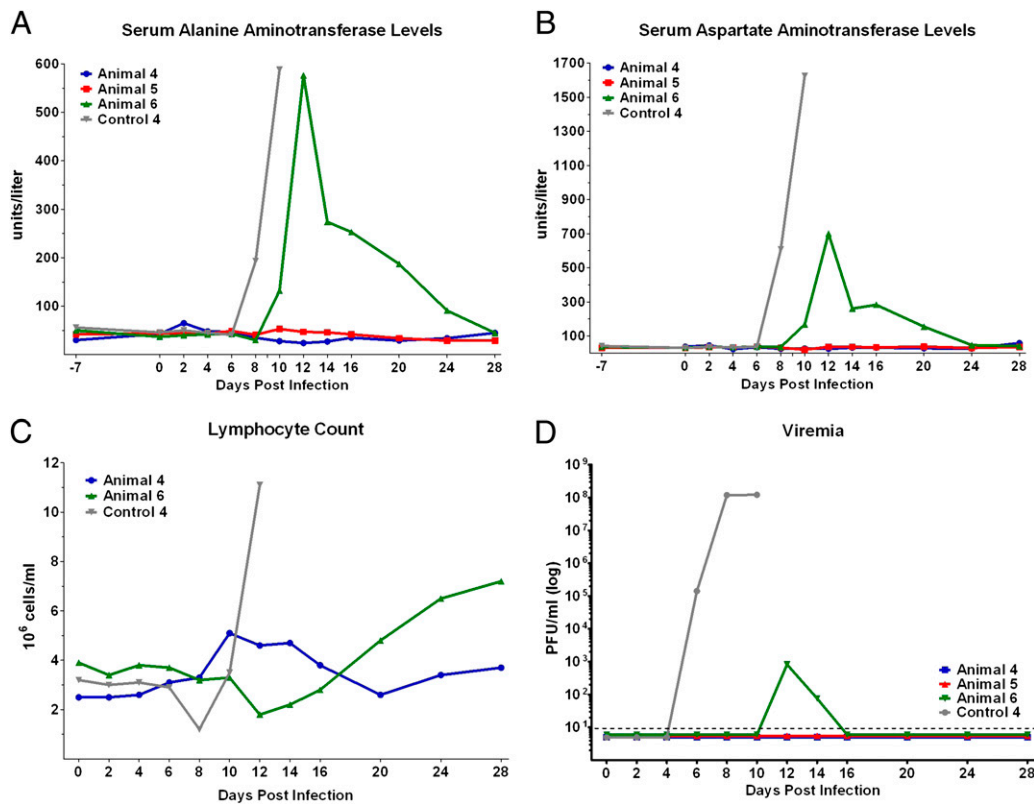 A
Serum Alanine Aminotransferase Levels
600
500
400
300
200
100
units/liter
Animal 4
Animal 5
Animal 6
Control 4
-7 0 2 4 6 8 10 12 14 16 20 24 28
Days Post Infection
B
Serum Aspartate Aminotransferase Levels
1700
1500
1300
1100
900
700
500
300
100
units/liter
Animal 4
Animal 5
Animal 6
Control 4
-7 0 2 4 6 8 10 12 14 16 20 24 28
Days Post Infection
C
Lymphocyte Count
12
10
8
6
4
2
10⁶ cells/ml
Animal 4
Animal 6
Control 4
0 2 4 6 8 10 12 14 16 20 24 28
Days Post Infection
D
Viremia
10⁹
10⁸
10⁷
10⁶
10⁵
10⁴
10³
10²
10¹
PFU/ml (log)
Animal 4
Animal 5
Animal 6
Control 4
0 2 4 6 8 10 12 14 16 20 24 28
Days Post Infection